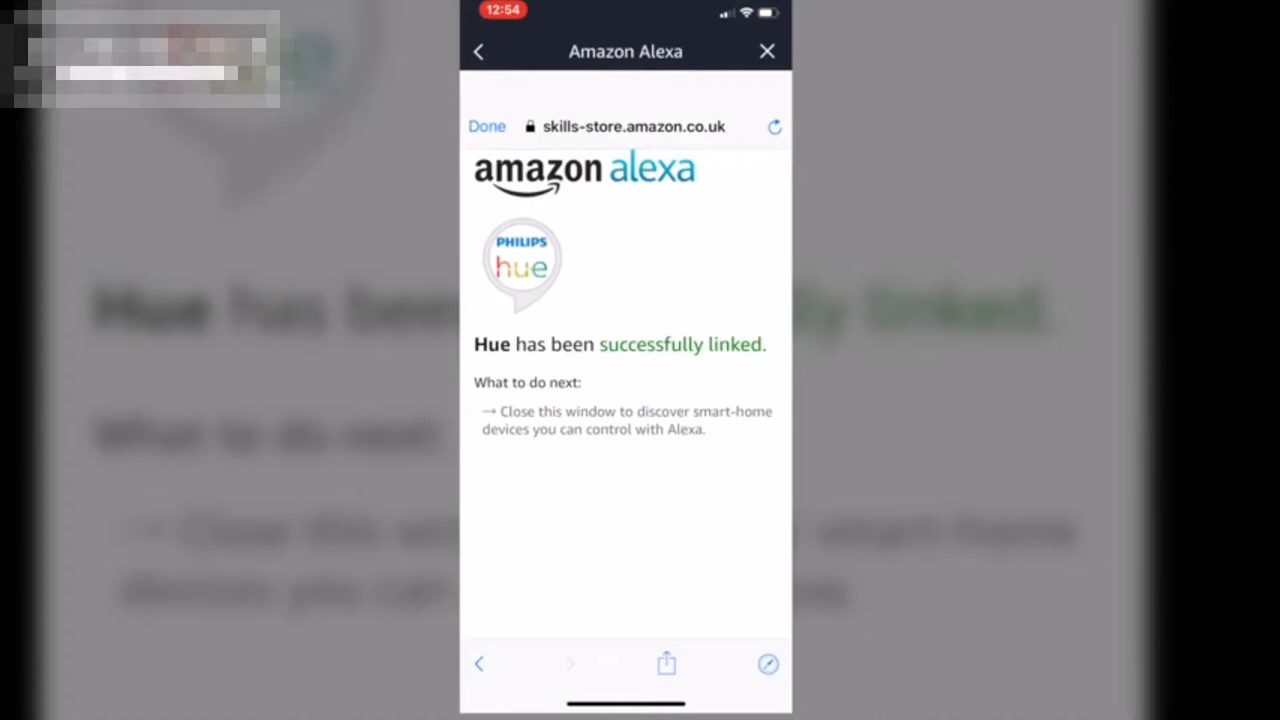 12:54
Amazon Alexa
Done skills-store.amazon.co.uk
amazon alexa
PHILIPS
hue
Hue has been successfully linked.
What to do next:
→ Close this window to discover smart-home
devices you can control with Alexa.